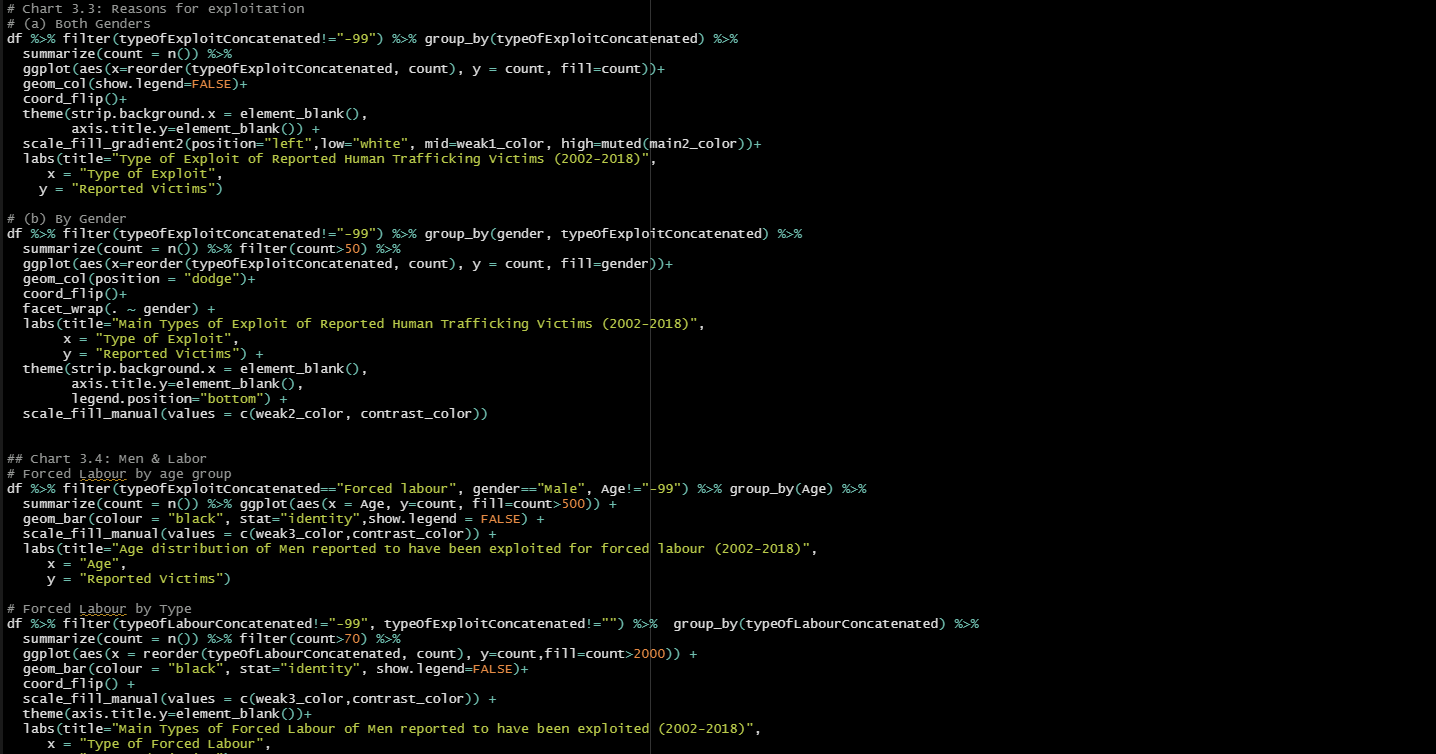 # Chart 3.3: Reasons for exploitation
# (a) Both Genders
df %>% filter(typeOfExploitConcatenated!="-99") %>% group_by(typeOfExploitConcatenated) %>%
  summarize(count = n()) %>%
  ggplot(aes(x=reorder(typeOfExploitConcatenated, count), y = count, fill=count))+
  geom_col(show.legend=FALSE)+
  coord_flip()+
  theme(strip.background.x = element_blank(),
        axis.title.y=element_blank()) +
  scale_fill_gradient2(position="left",low="white", mid=weak1_color, high=muted(main2_color))+
  labs(title="Type of Exploit of Reported Human Trafficking Victims (2002-2018)",
     x = "Type of Exploit",
    y = "Reported Victims")

# (b) By Gender
df %>% filter(typeOfExploitConcatenated!="-99") %>% group_by(gender, typeOfExploitConcatenated) %>%
  summarize(count = n()) %>% filter(count>50) %>%
  ggplot(aes(x=reorder(typeOfExploitConcatenated, count), y = count, fill=gender))+
  geom_col(position = "dodge")+
  coord_flip()+
  facet_wrap(. ~ gender) +
  labs(title="Main Types of Exploit of Reported Human Trafficking Victims (2002-2018)",
       x = "Type of Exploit",
       y = "Reported Victims") +
  theme(strip.background.x = element_blank(),
        axis.title.y=element_blank(),
        legend.position="bottom") +
  scale_fill_manual(values = c(weak2_color, contrast_color))

## Chart 3.4: Men & Labor
# Forced Labour by age group
df %>% filter(typeOfExploitConcatenated=="Forced labour", gender=="Male", Age!="-99") %>% group_by(Age) %>%
  summarize(count = n()) %>% ggplot(aes(x = Age, y=count, fill=count>500)) +
  geom_bar(colour = "black", stat="identity",show.legend = FALSE) +
  scale_fill_manual(values = c(weak3_color,contrast_color)) +
  labs(title="Age distribution of Men reported to have been exploited for forced labour (2002-2018)",
     x = "Age",
     y = "Reported Victims")

# Forced Labour by Type
df %>% filter(typeOfLabourConcatenated!="-99", typeOfExploitConcatenated!="") %>%  group_by(typeOfLabourConcatenated) %>%
  summarize(count = n()) %>% filter(count>70) %>%
  ggplot(aes(x = reorder(typeOfLabourConcatenated, count), y=count,fill=count>2000)) +
  geom_bar(colour = "black", stat="identity", show.legend=FALSE)+
  coord_flip() +
  scale_fill_manual(values = c(weak3_color,contrast_color)) +
  theme(axis.title.y=element_blank())+
  labs(title="Main Types of Forced Labour of Men reported to have been exploited (2002-2018)",
     x = "Type of Forced Labour",